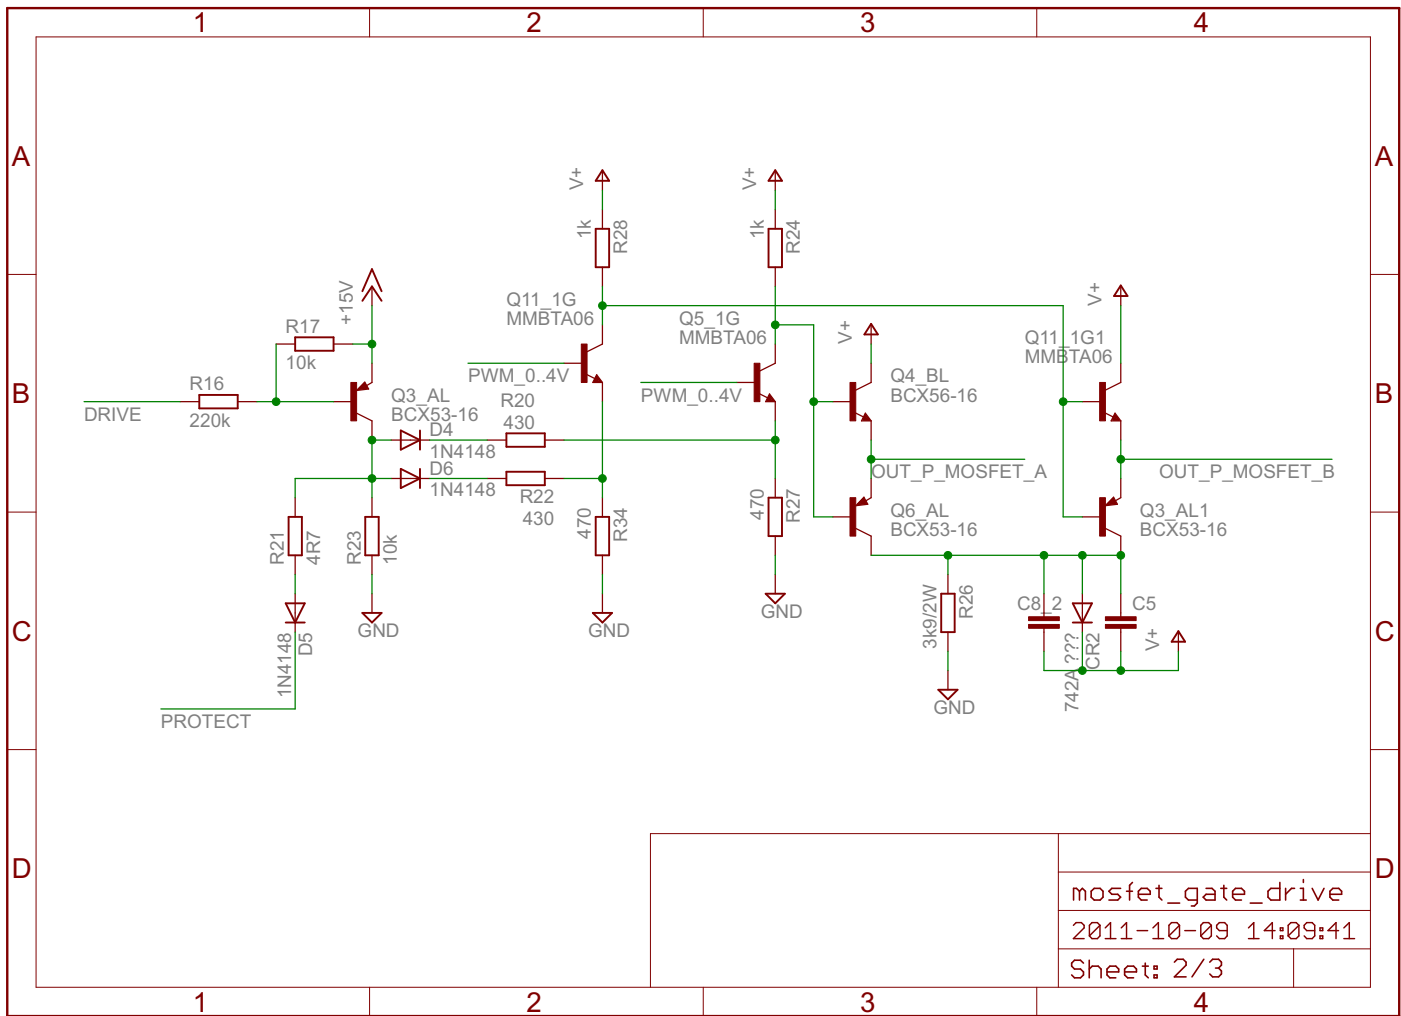 1 2 3 4
A A
V+ V+
1k R28 1k R24
+15V
Q11_1G
MMBTA06
Q5_1G
MMBTA06
V+
V+
Q11_1G1
MMBTA06
R17
10k
B B
R16
220k
DRIVE
Q3_AL
BCX53-16
PWM_0..4V
PWM_0..4V
Q4_BL
BCX56-16
R20
430
D4
1N4148
D6
1N4148
R22
430
OUT_P_MOSFET_A
OUT_P_MOSFET_B
R21 4R7
R23 10k
470 R34
470 R27
Q6_AL
BCX53-16
Q3_AL1
BCX53-16
3k9/2W R26
C8_2
C5
V+
C C
GND
GND
GND
GND
1N4148 D5
742A ??? CR2
PROTECT
D D
mosfet_gate_drive
2011-10-09 14:09:41
Sheet: 2/3
1 2 3 4